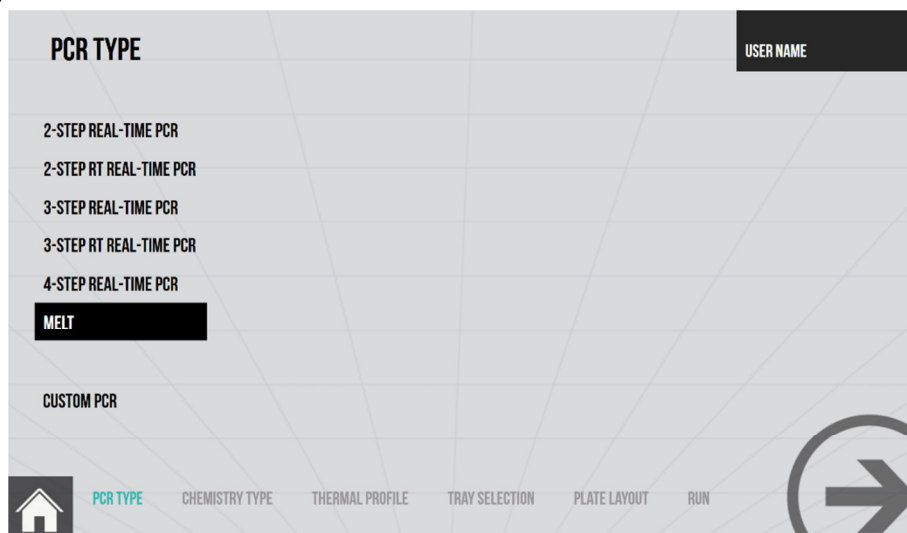 PCR TYPE
USER NAME
2-STEP REAL-TIME PCR
2-STEP RT REAL-TIME PCR
3-STEP REAL-TIME PCR
3-STEP RT REAL-TIME PCR
4-STEP REAL-TIME PCR
MELT
CUSTOM PCR
PCR TYPE CHEMISTRY TYPE THERMAL PROFILE TRAY SELECTION PLATE LAYOUT RUN